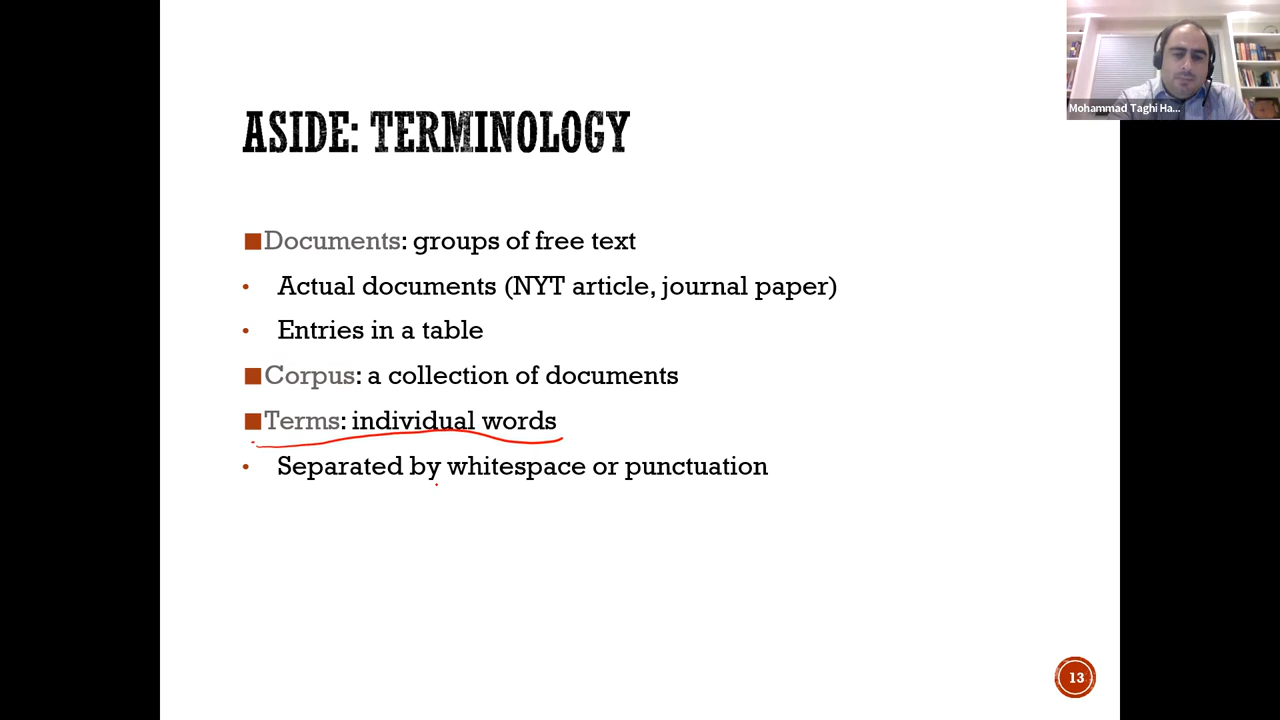 Mohammad Taghi Ha...
ASIDE: TERMINOLOGY
Documents: groups of free text
• Actual documents (NYT article, journal paper)
• Entries in a table
Corpus: a collection of documents
Terms: individual words
• Separated by whitespace or punctuation
13